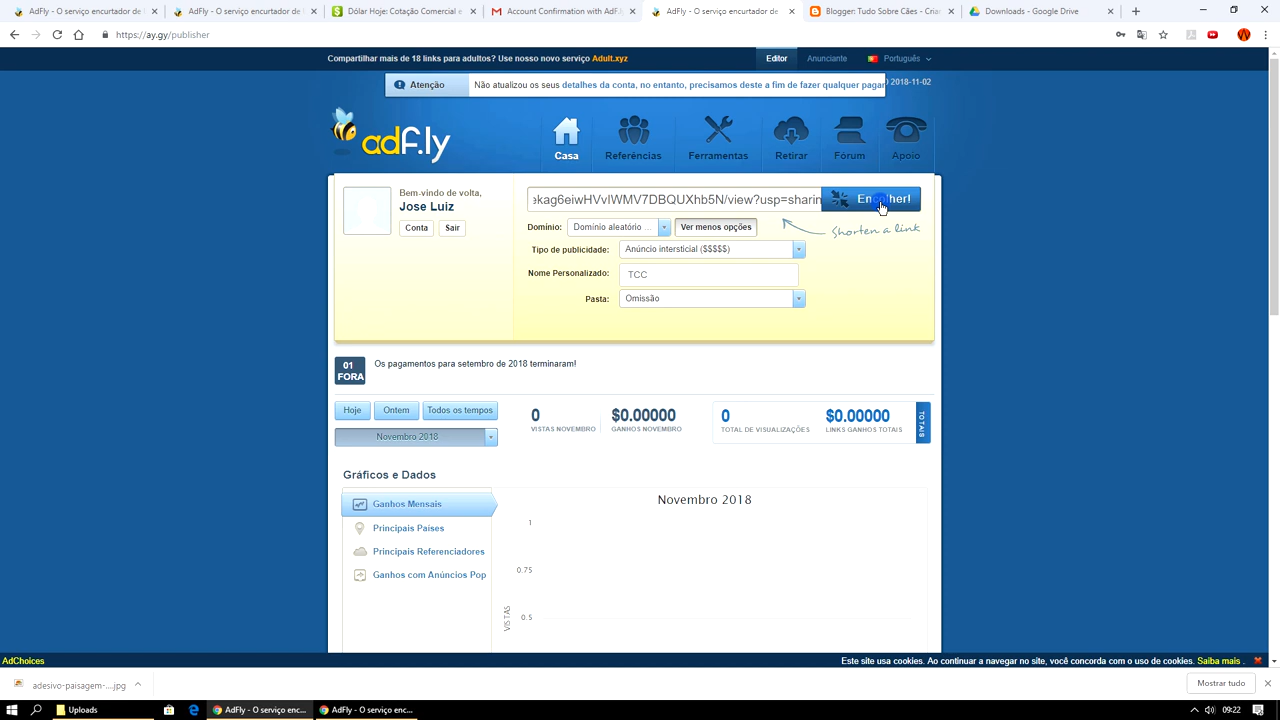 AdFly - O serviço encurtador de l
AdFly - O serviço encurtador de l
Dólar Hoje: Cotação Comercial e
Account Confirmation with AdF.l
AdFly - O serviço encurtador de
Blogger: Tudo Sobre Cães - Cria
Downloads - Google Drive
https://ay.gy/publisher
Compartilhar mais de 18 links para adultos? Use nosso novo serviço Adult.xyz
Editor
Anunciante
Português
Atenção
Não atualizou os seus detalhes da conta, no entanto, precisamos deste a fim de fazer qualquer pagar
2018-11-02
adf.ly
Casa
Referências
Ferramentas
Retirar
Fórum
Apoio
Bem-vindo de volta,
Jose Luiz
Conta
Sair
ekag6eiwHVvIWMV7DBQUXhb5N/view?usp=sharin
Encolher!
Shorten a link
Domínio:
Domínio aleatório ...
Ver menos opções
Tipo de publicidade:
Anúncio intersticial ($$$$$)
Nome Personalizado:
TCC
Pasta:
Omissão
01
FORA
Os pagamentos para setembro de 2018 terminaram!
Hoje
Ontem
Todos os tempos
Novembro 2018
0
VISTAS NOVEMBRO
$0.00000
GANHOS NOVEMBRO
0
TOTAL DE VISUALIZAÇÕES
$0.00000
LINKS GANHOS TOTAIS
TOTAIS
Gráficos e Dados
Ganhos Mensais
Principais Países
Principais Referenciadores
Ganhos com Anúncios Pop
Novembro 2018
1
0.75
0.5
VISTAS
AdChoices
Este site usa cookies. Ao continuar a navegar no site, você concorda com o uso de cookies. Saiba mais .
adesivo-paisagem-....jpg
Mostrar tudo
Uploads
AdFly - O serviço enc...
AdFly - O serviço enc...
09:22